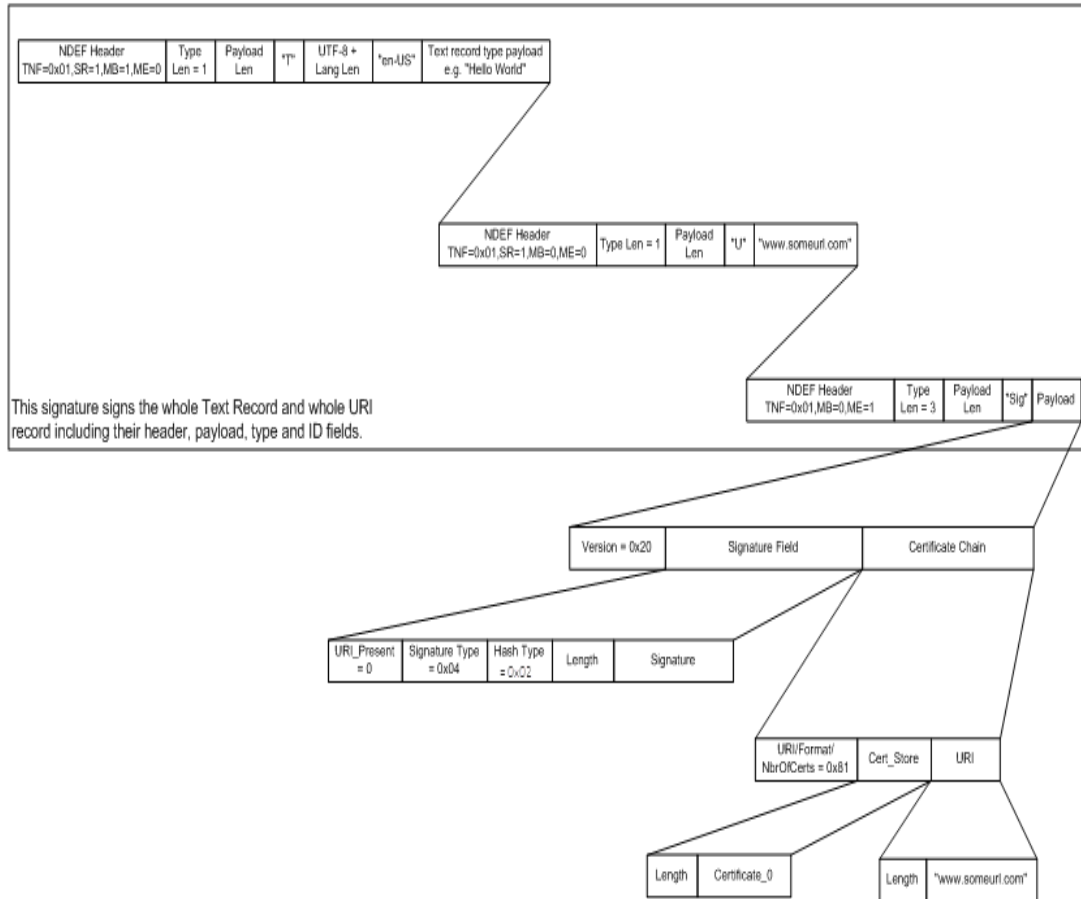 NDEF Header
TNF=0x01,SR=1,MB=1,ME=0
Type
Len = 1
Payload
Len
"T"
UTF-8 +
Lang Len
"en-US"
Text record type payload
e.g. "Hello World"
NDEF Header
TNF=0x01,SR=1,MB=0,ME=0
Type Len = 1
Payload
Len
"U"
"www.someurl.com"
NDEF Header
TNF=0x01,MB=0,ME=1
Type
Len = 3
Payload
Len
"Sig"
Payload
This signature signs the whole Text Record and whole URI
record including their header, payload, type and ID fields.
Version = 0x20
Signature Field
Certificate Chain
URI_Present
= 0
Signature Type
= 0x04
Hash Type
= 0x02
Length
Signature
URI/Format/
NbrOfCerts = 0x81
Cert_Store
URI
Length
Certificate_0
Length
"www.someurl.com"